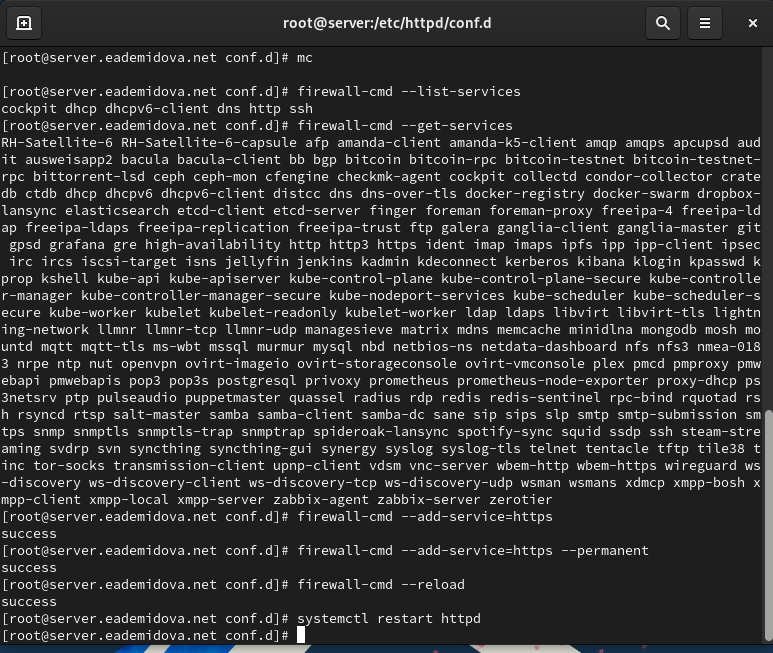 root@server:/etc/httpd/conf.d
[root@server.eademidova.net conf.d]# mc
[root@server.eademidova.net conf.d]# firewall-cmd --list-services
cockpit dhcp dhcpv6-client dns http ssh
[root@server.eademidova.net conf.d]# firewall-cmd --get-services
RH-Satellite-6 RH-Satellite-6-capsule afp amanda-client amanda-k5-client amqp amqps apcupsd aud
it ausweisapp2 bacula bacula-client bb bgp bitcoin bitcoin-rpc bitcoin-testnet bitcoin-testnet-
rpc bittorrent-lsd ceph ceph-mon cfengine checkmk-agent cockpit collectd condor-collector crate
db ctdb dhcp dhcpv6 dhcpv6-client distcc dns dns-over-tls docker-registry docker-swarm dropbox-
lansync elasticsearch etcd-client etcd-server finger foreman foreman-proxy freeipa-4 freeipa-ld
ap freeipa-ldaps freeipa-replication freeipa-trust ftp galera ganglia-client ganglia-master git
 gpsd grafana gre high-availability http http3 https ident imap imaps ipfs ipp ipp-client ipsec
 irc ircs iscsi-target isns jellyfin jenkins kadmin kdeconnect kerberos kibana klogin kpasswd k
prop kshell kube-api kube-apiserver kube-control-plane kube-control-plane-secure kube-controlle
r-manager kube-controller-manager-secure kube-nodeport-services kube-scheduler kube-scheduler-s
ecure kube-worker kubelet kubelet-readonly kubelet-worker ldap ldaps libvirt libvirt-tls lightn
ing-network llmnr llmnr-tcp llmnr-udp managesieve matrix mdns memcache minidlna mongodb mosh mo
untd mqtt mqtt-tls ms-wbt mssql murmur mysql nbd netbios-ns netdata-dashboard nfs nfs3 nmea-018
3 nrpe ntp nut openvpn ovirt-imageio ovirt-storageconsole ovirt-vmconsole plex pmcd pmproxy pmw
ebapi pmwebapis pop3 pop3s postgresql privoxy prometheus prometheus-node-exporter proxy-dhcp ps
3netsrv ptp pulseaudio puppetmaster quassel radius rdp redis redis-sentinel rpc-bind rquotad rs
h rsyncd rtsp salt-master samba samba-client samba-dc sane sip sips slp smtp smtp-submission sm
tps snmp snmptls snmptls-trap snmptrap spideroak-lansync spotify-sync squid ssdp ssh steam-stre
aming svdrp svn syncthing syncthing-gui synergy syslog syslog-tls telnet tentacle tftp tile38 t
inc tor-socks transmission-client upnp-client vdsm vnc-server wbem-http wbem-https wireguard ws
-discovery ws-discovery-client ws-discovery-tcp ws-discovery-udp wsman wsmans xdmcp xmpp-bosh x
mpp-client xmpp-local xmpp-server zabbix-agent zabbix-server zerotier
[root@server.eademidova.net conf.d]# firewall-cmd --add-service=https
success
[root@server.eademidova.net conf.d]# firewall-cmd --add-service=https --permanent
success
[root@server.eademidova.net conf.d]# firewall-cmd --reload
success
[root@server.eademidova.net conf.d]# systemctl restart httpd
[root@server.eademidova.net conf.d]#